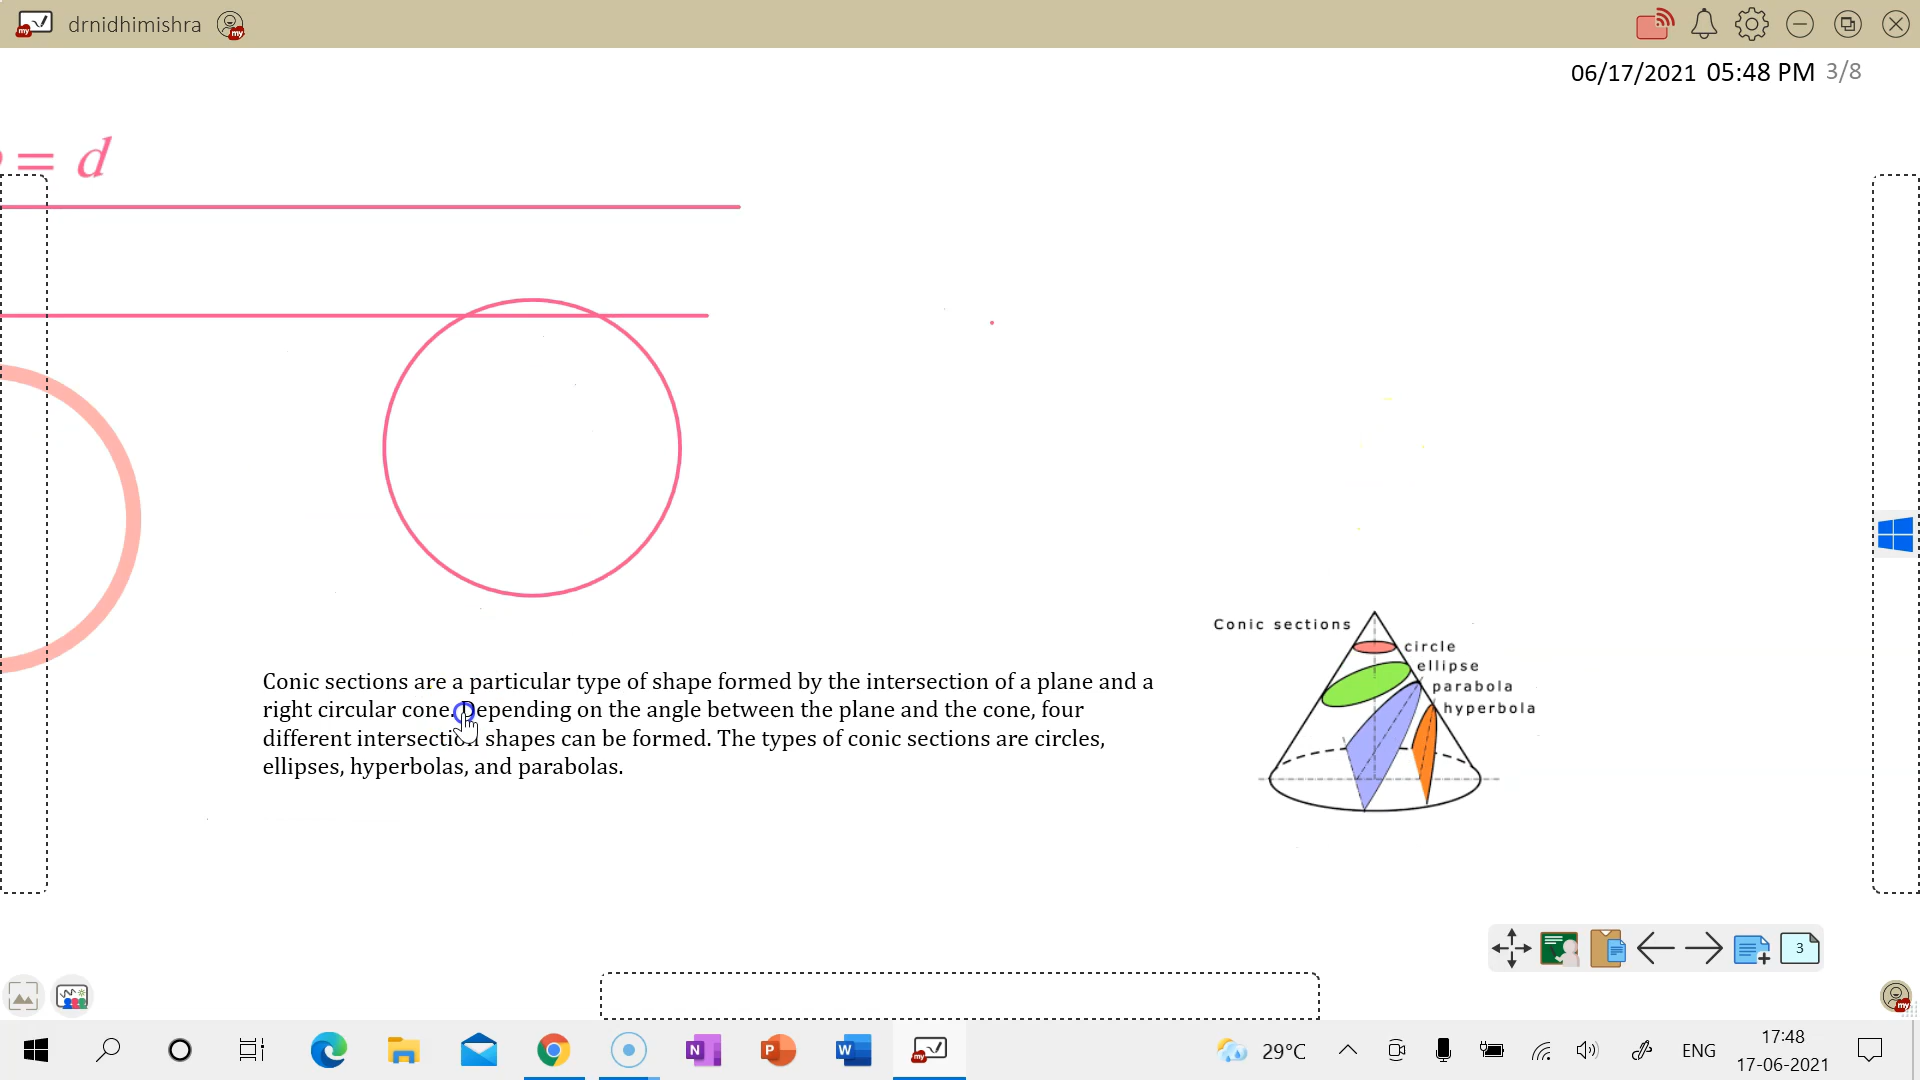 drnidhimishra
06/17/2021 05:48 PM 3/8
= d
Conic sections are a particular type of shape formed by the intersection of a plane and a
right circular cone. Depending on the angle between the plane and the cone, four
different intersection shapes can be formed. The types of conic sections are circles,
ellipses, hyperbolas, and parabolas.
Conic sections
circle
ellipse
parabola
hyperbola
3
29°C
ENG
17:48
17-06-2021